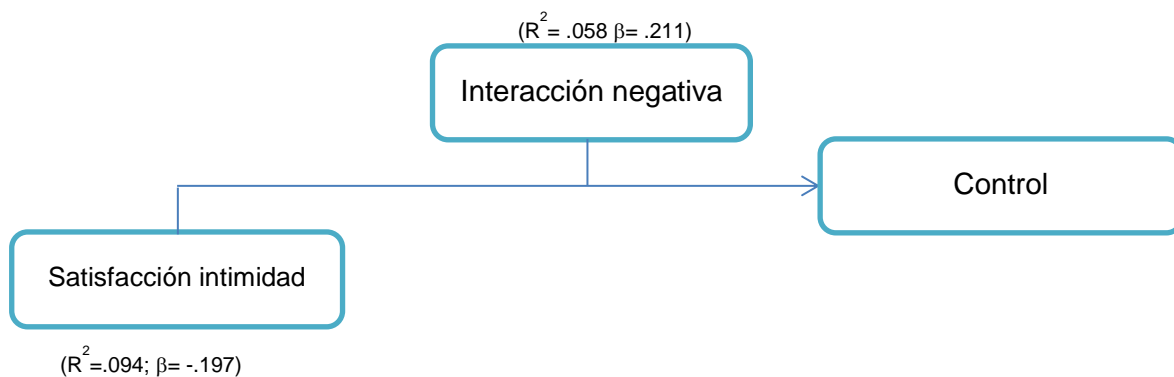 (R²= .058 β= .211)
Interacción negativa
Control
Satisfacción intimidad
(R²=.094; β= -.197)